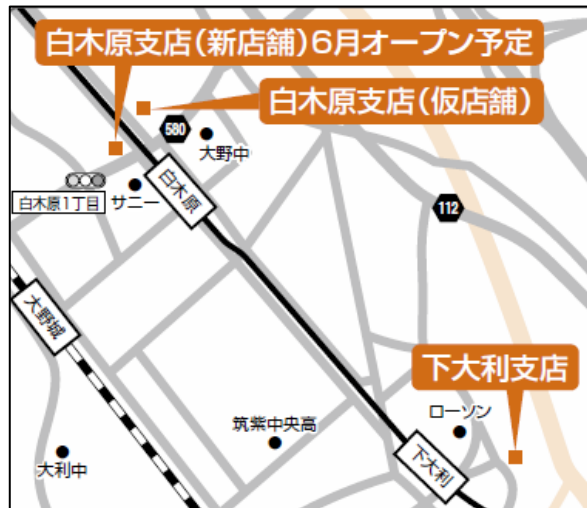 白木原支店(新店舗)6月オープン予定
白木原支店(仮店舗)
580
大野中
白木原1丁目
サニー
白木原
112
大野城
下大利支店
ローソン
筑紫中央高
大利中
下大利